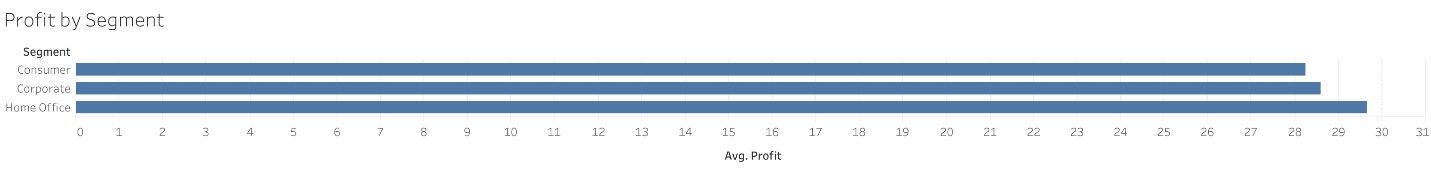 Profit by Segment
Segment
Consumer
Corporate
Home Office
0 1 2 3 4 5 6 7 8 9 10 11 12 13 14 15 16 17 18 19 20 21 22 23 24 25 26 27 28 29 30 31
Avg. Profit